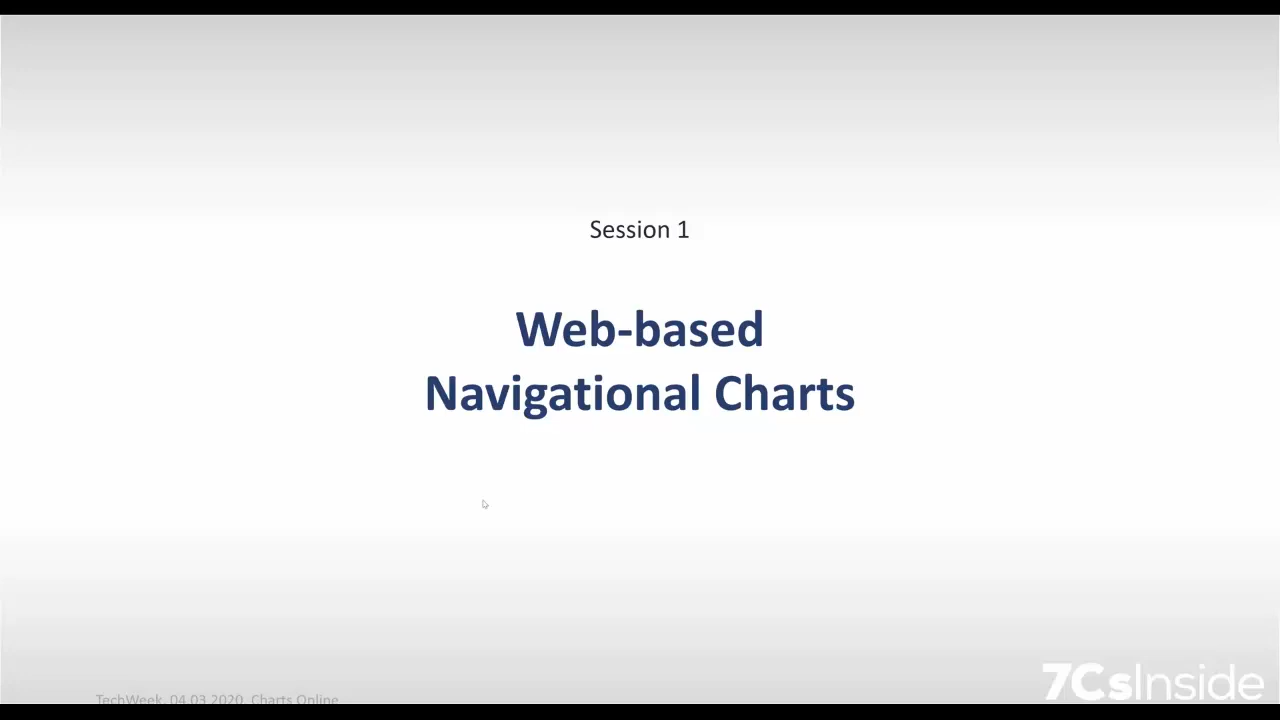 Session 1
Web-based
Navigational Charts
TechWeek, 04.03.2020, Charts Online
7CsInside